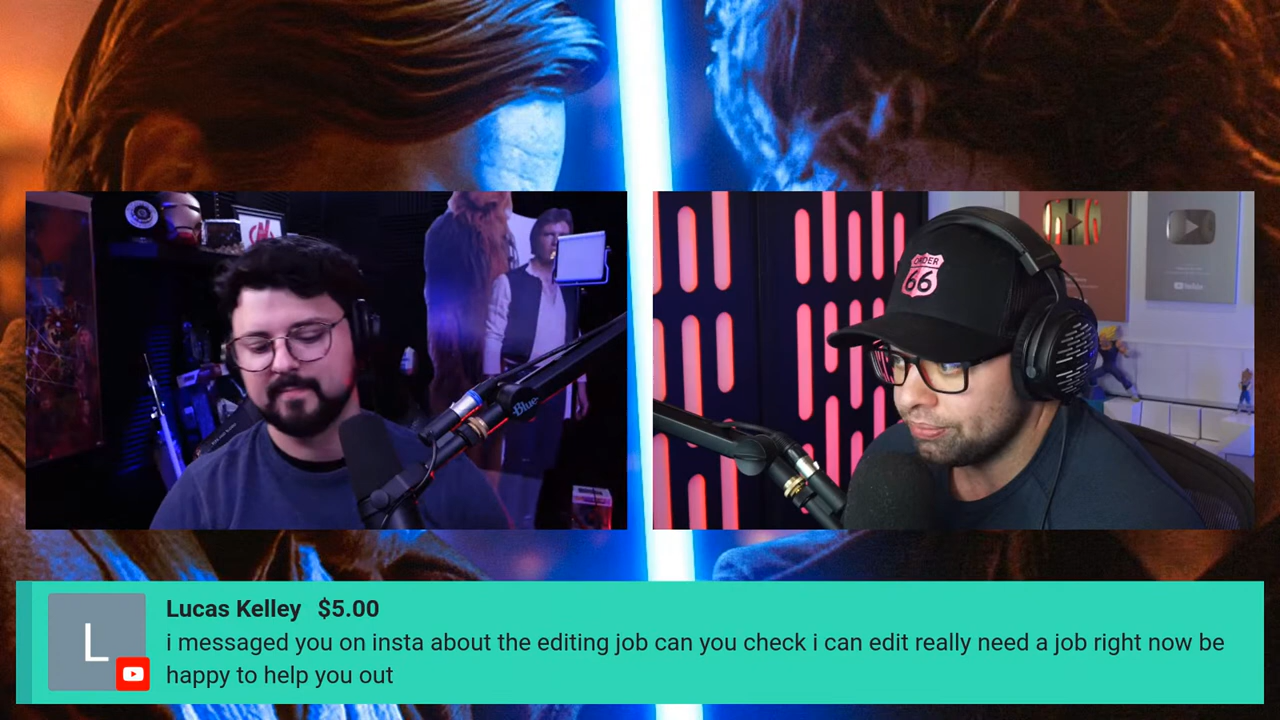 ORDER
66
Blue
YouTube
Lucas Kelley $5.00
L
i messaged you on insta about the editing job can you check i can edit really need a job right now be
happy to help you out